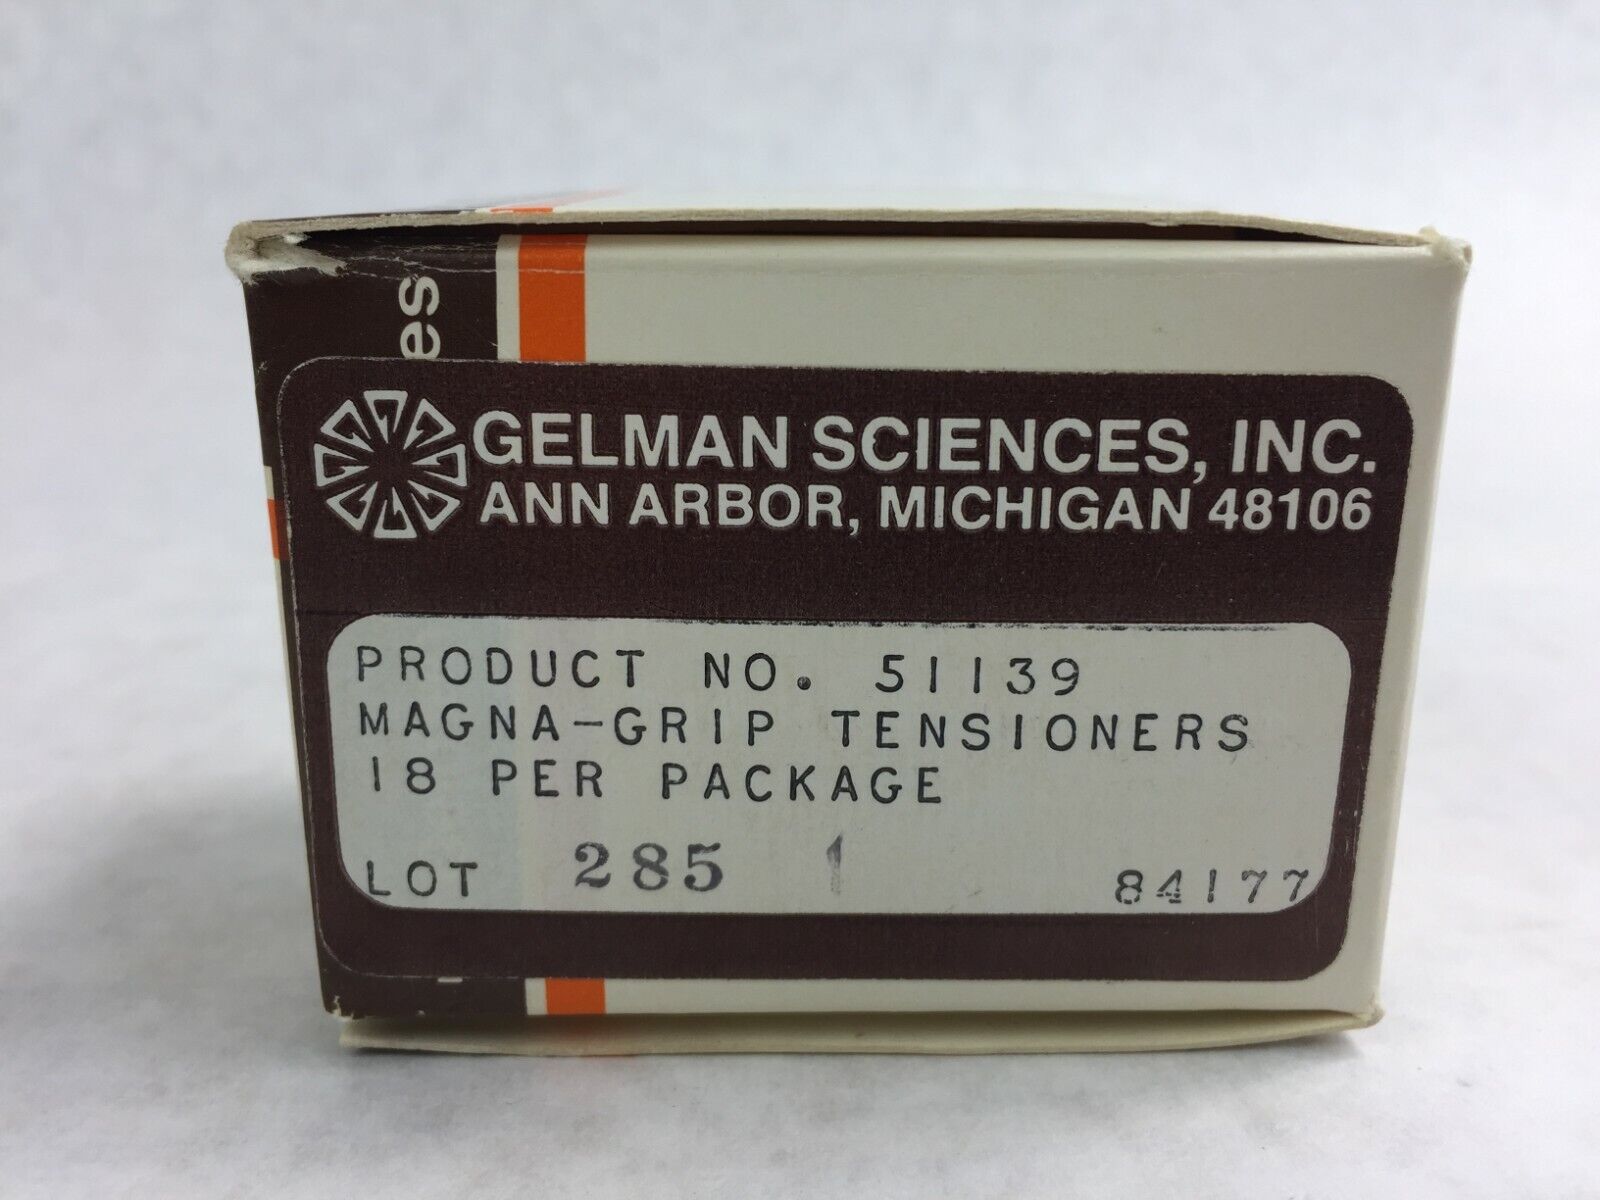 es
GELMAN SCIENCES, INC.
ANN ARBOR, MICHIGAN 48106
PRODUCT NO. 51139
MAGNA-GRIP TENSIONERS
18 PER PACKAGE
LOT 285 1 84177